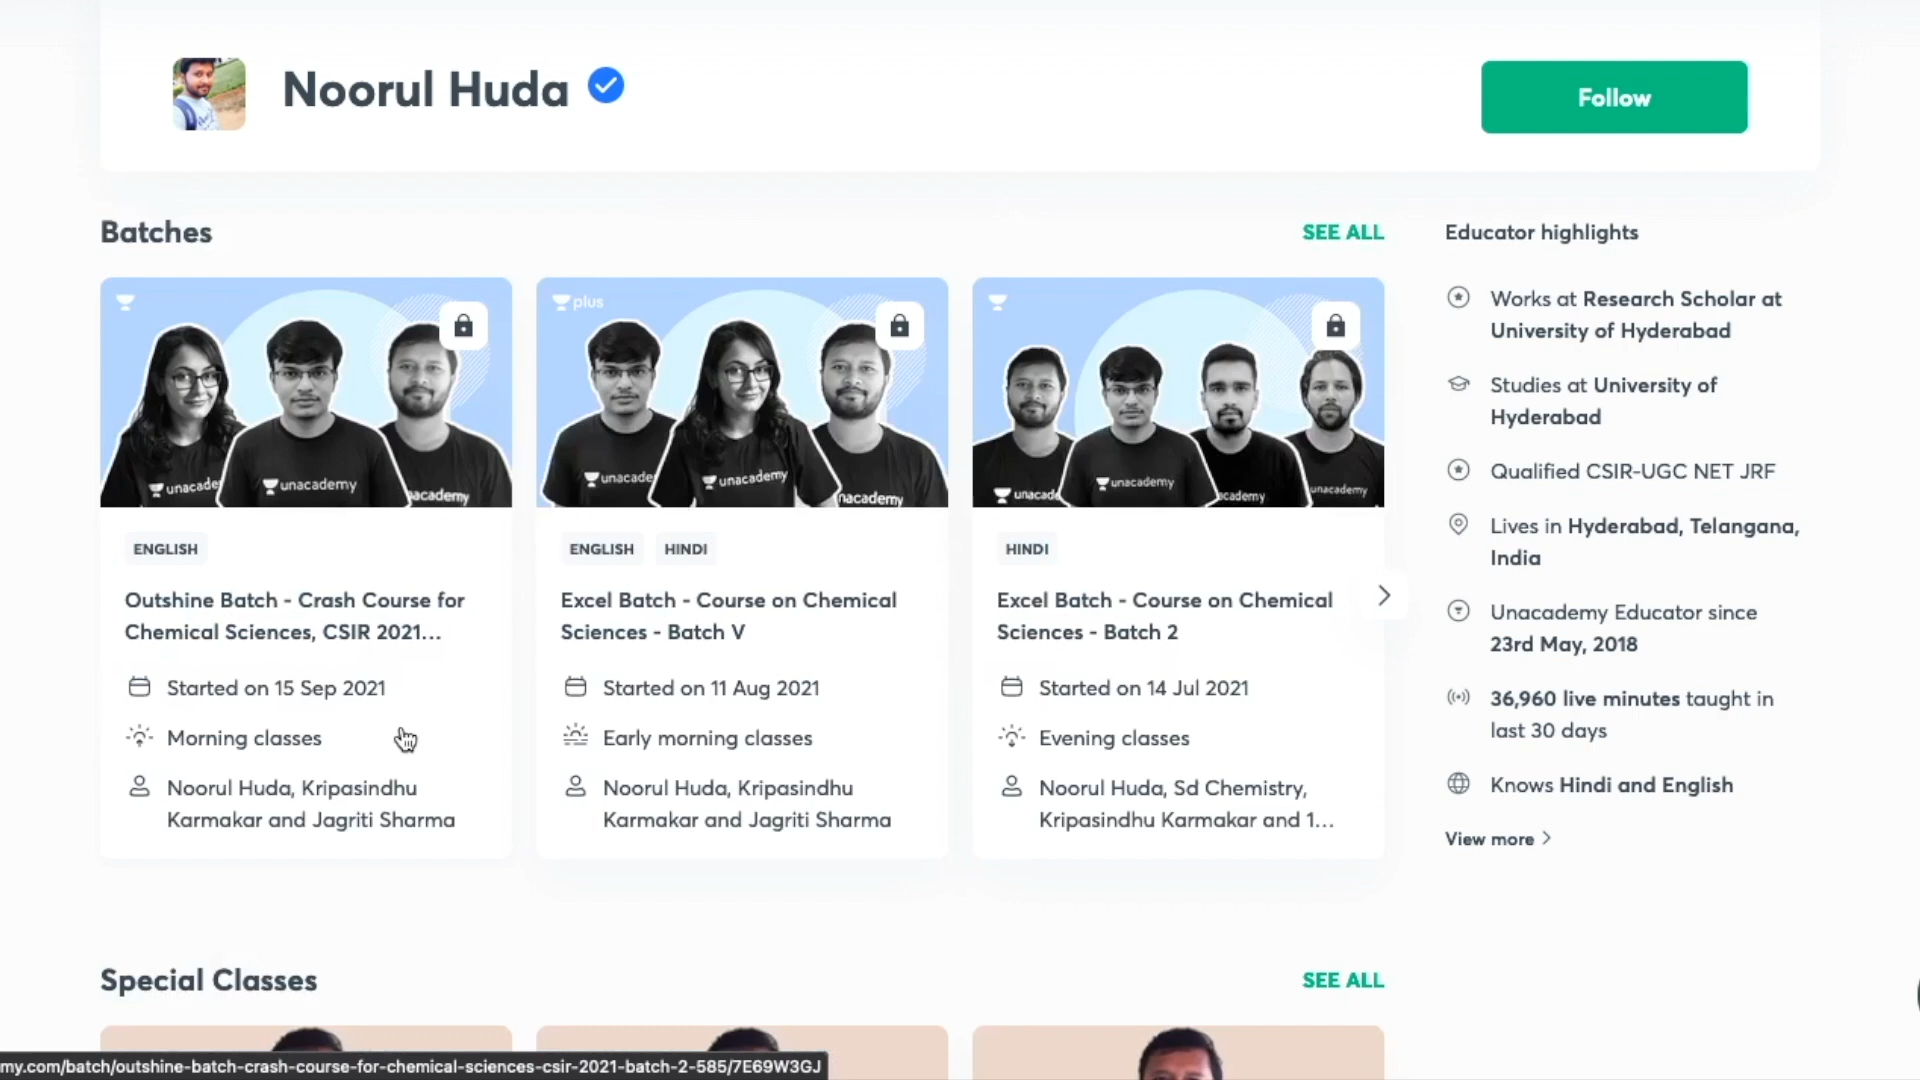 Noorul Huda
Follow
Batches
SEE ALL
plus
unacade
unacademy
academy
unacade
unacademy
nacademy
unacad
unacademy
cademy
unacademy
ENGLISH
Outshine Batch - Crash Course for
Chemical Sciences, CSIR 2021...
Started on 15 Sep 2021
Morning classes
Noorul Huda, Kripasindhu
Karmakar and Jagriti Sharma
ENGLISH HINDI
Excel Batch - Course on Chemical
Sciences - Batch V
Started on 11 Aug 2021
Early morning classes
Noorul Huda, Kripasindhu
Karmakar and Jagriti Sharma
HINDI
Excel Batch - Course on Chemical
Sciences - Batch 2
Started on 14 Jul 2021
Evening classes
Noorul Huda, Sd Chemistry,
Kripasindhu Karmakar and 1...
Educator highlights
Works at Research Scholar at
University of Hyderabad
Studies at University of
Hyderabad
Qualified CSIR-UGC NET JRF
Lives in Hyderabad, Telangana,
India
Unacademy Educator since
23rd May, 2018
36,960 live minutes taught in
last 30 days
Knows Hindi and English
View more
Special Classes
SEE ALL
my.com/batch/outshine-batch-crash-course-for-chemical-sciences-csir-2021-batch-2-585/7E69W3GJ